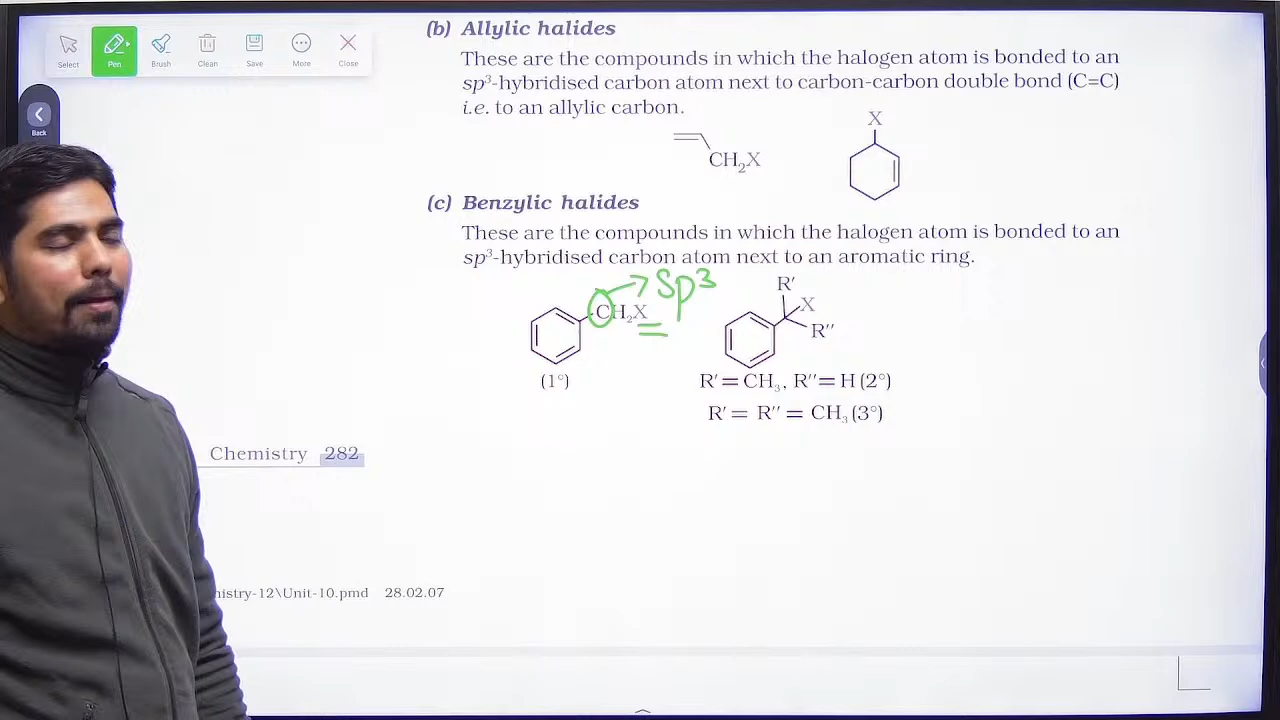 Select Pen Brush Clean Save More Close
Back
(b) Allylic halides
These are the compounds in which the halogen atom is bonded to an
sp³-hybridised carbon atom next to carbon-carbon double bond (C=C)
i.e. to an allylic carbon.
X
CH₂X
(c) Benzylic halides
These are the compounds in which the halogen atom is bonded to an
sp³-hybridised carbon atom next to an aromatic ring.
Sp³
R′
CH₂X
X
R″
(1°)
R′ = CH₃, R″ = H (2°)
R′ = R″ = CH₃ (3°)
Chemistry 282
istry-12\Unit-10.pmd 28.02.07